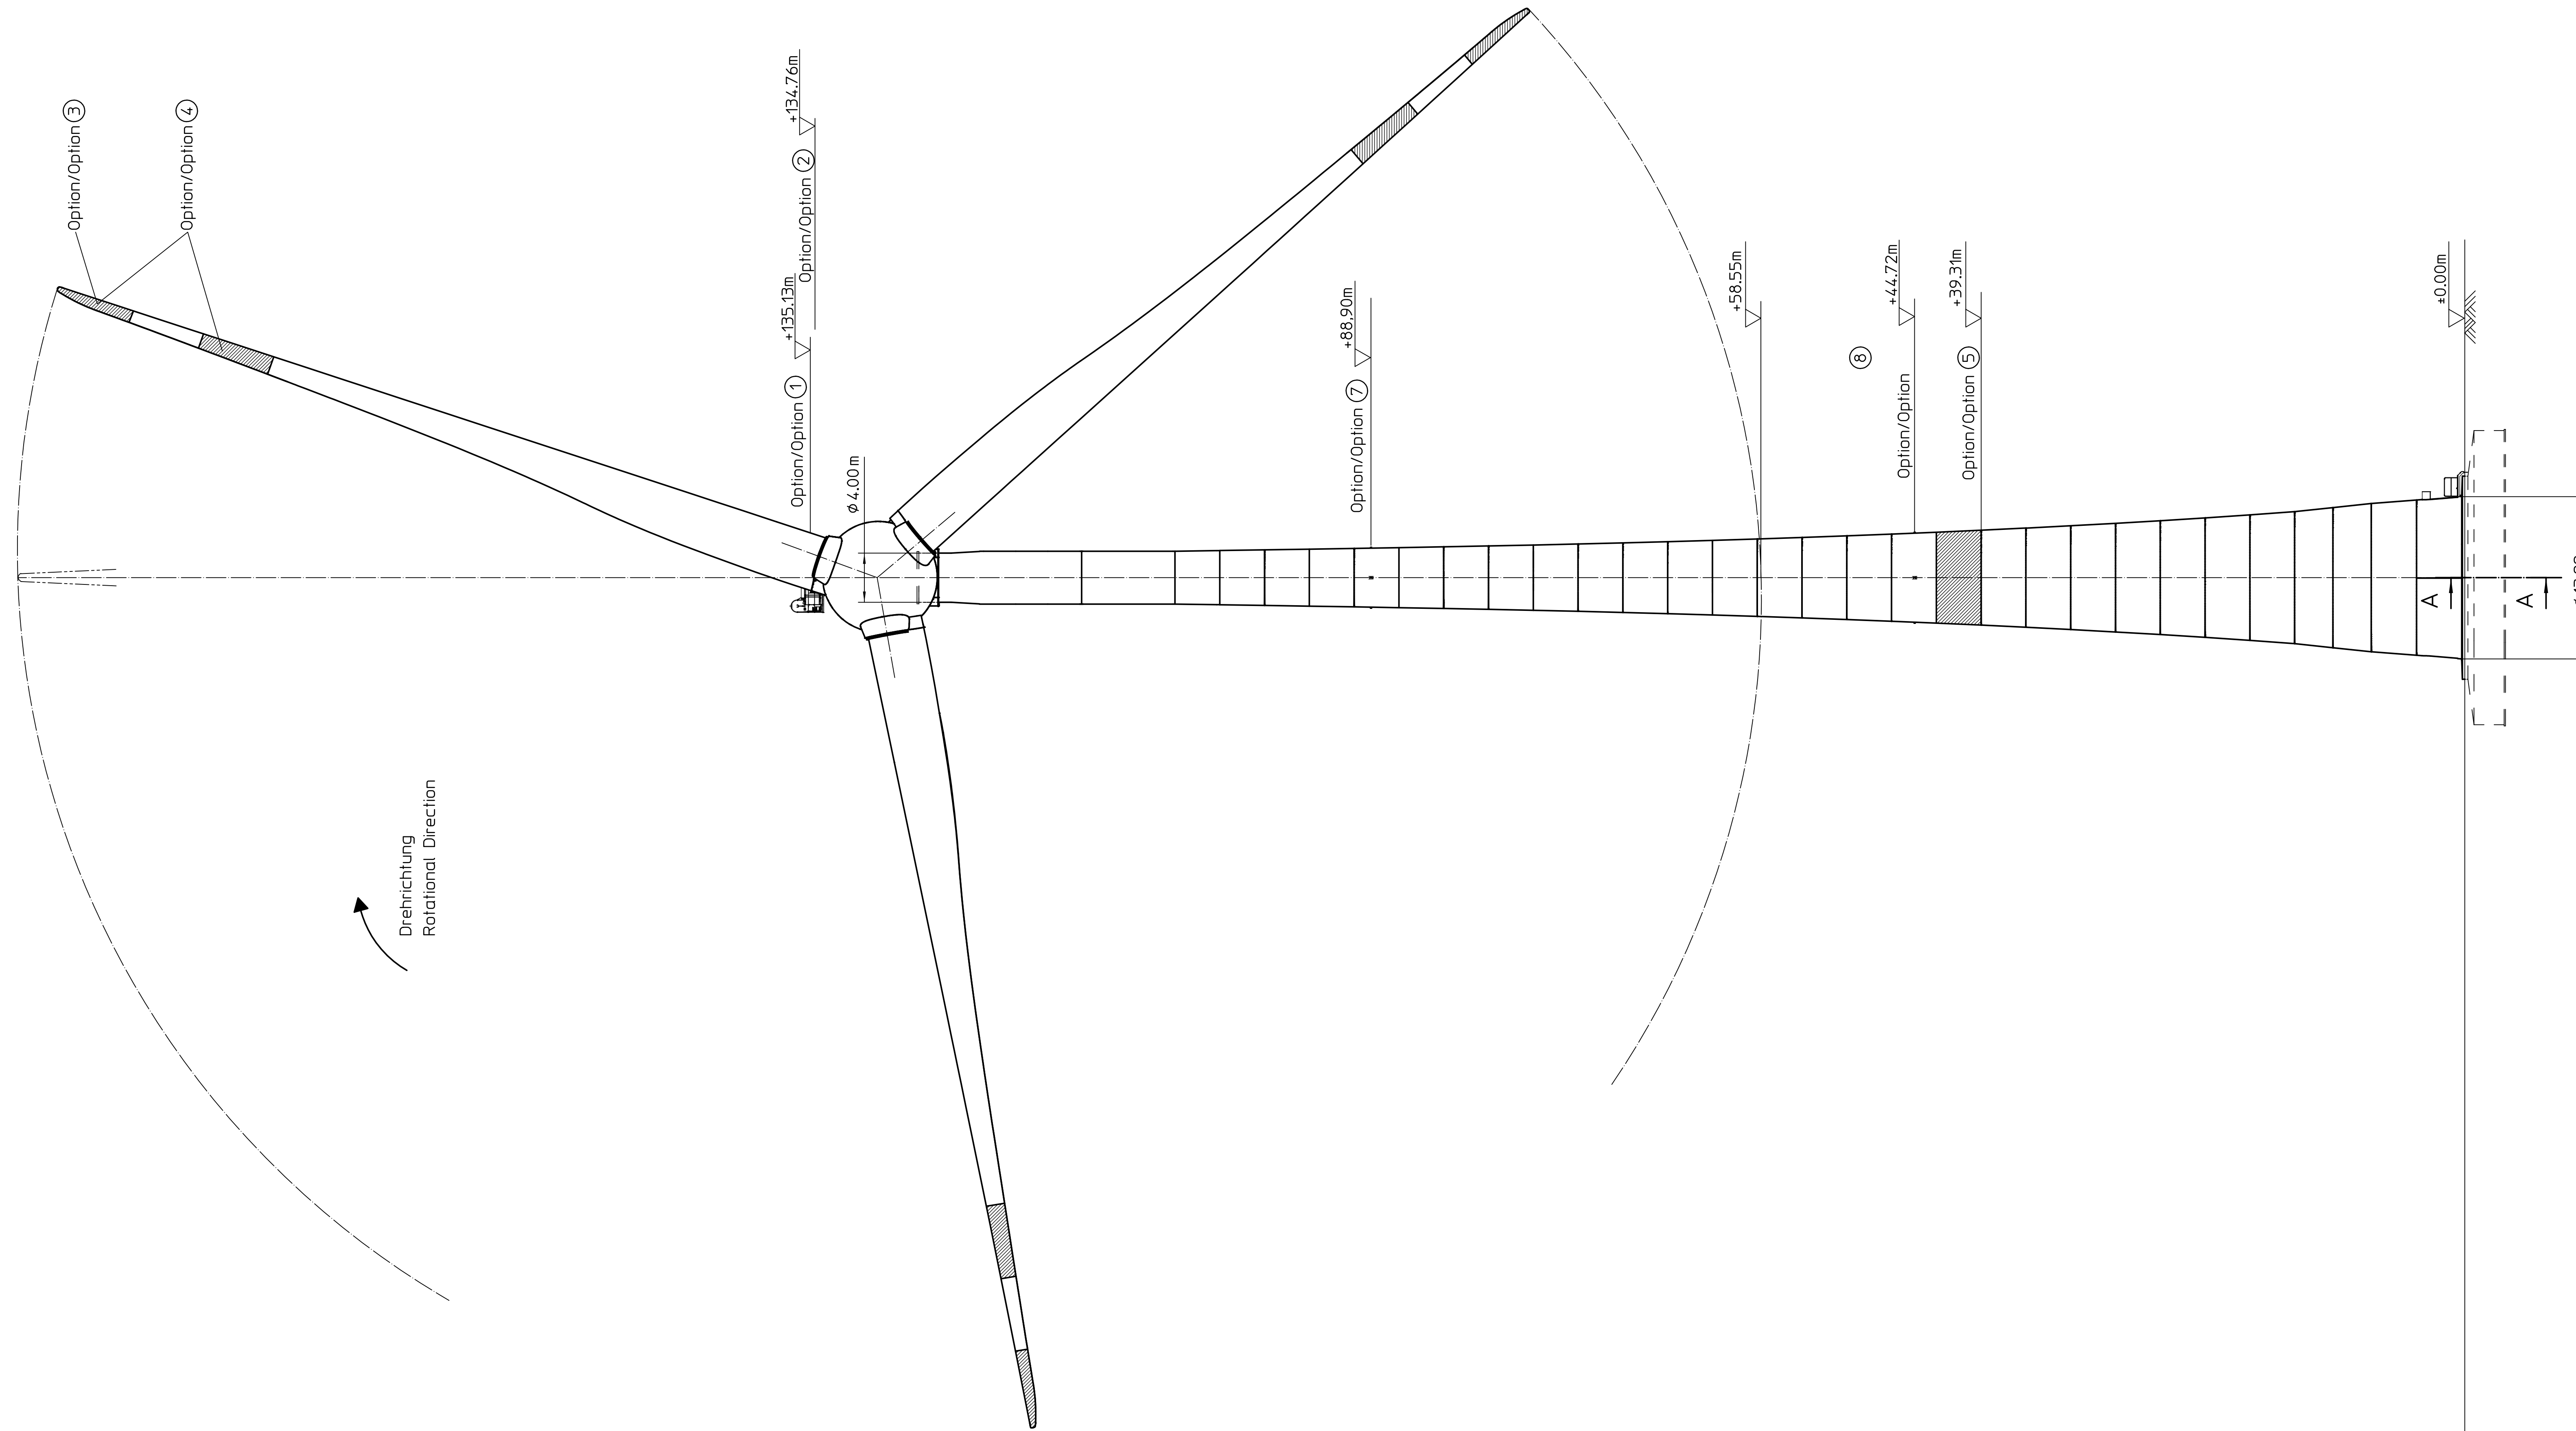 Option/Option 3
Option/Option 4
+134.76m
Option/Option 2
+135.13m
Option/Option 1
Ø 4.00 m
+88,90m
Option/Option 7
+58.55m
8
+44.72m
Option/Option
+39.31m
Option/Option 5
±0.00m
Drehrichtung
Rotational Direction
A
A